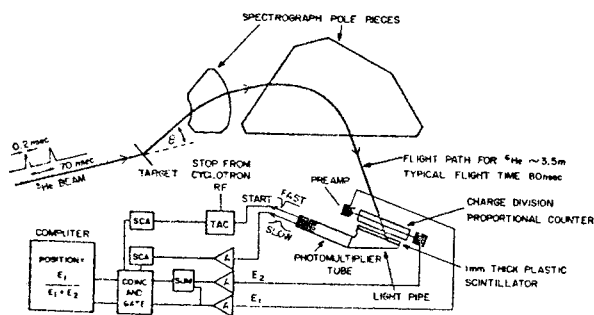 SPECTROGRAPH POLE PIECES
0.2 nsec
70 nsec
³He BEAM
θ
TARGET
STOP FROM
CYCLOTRON
RF
START
FAST
SLOW
FLIGHT PATH FOR ⁶He ~3.5m
TYPICAL FLIGHT TIME 80nsec
PREAMP
CHARGE DIVISION
PROPORTIONAL COUNTER
1mm THICK PLASTIC
SCINTILLATOR
LIGHT PIPE
PHOTOMULTIPLIER
TUBE
SCA
TAC
SCA
COMPUTER
POSITION=
E₁
E₁ + E₂
COINC
AND
GATE
SUM
A
A
A
E₂
E₁